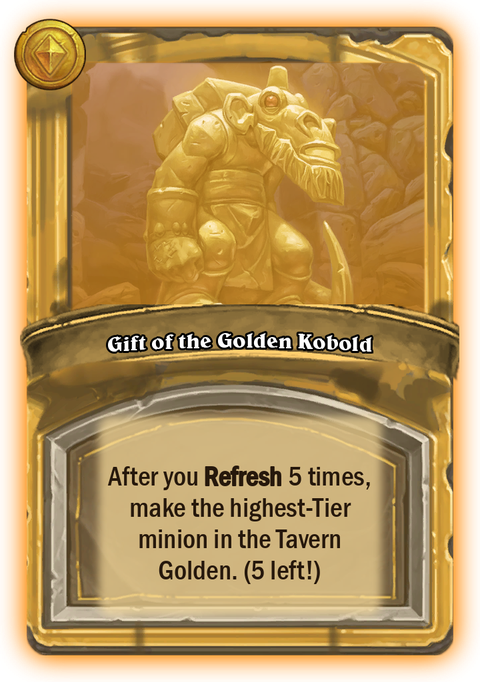 Gift of the Golden Kobold
After you Refresh 5 times,
make the highest-Tier
minion in the Tavern
Golden. (5 left!)